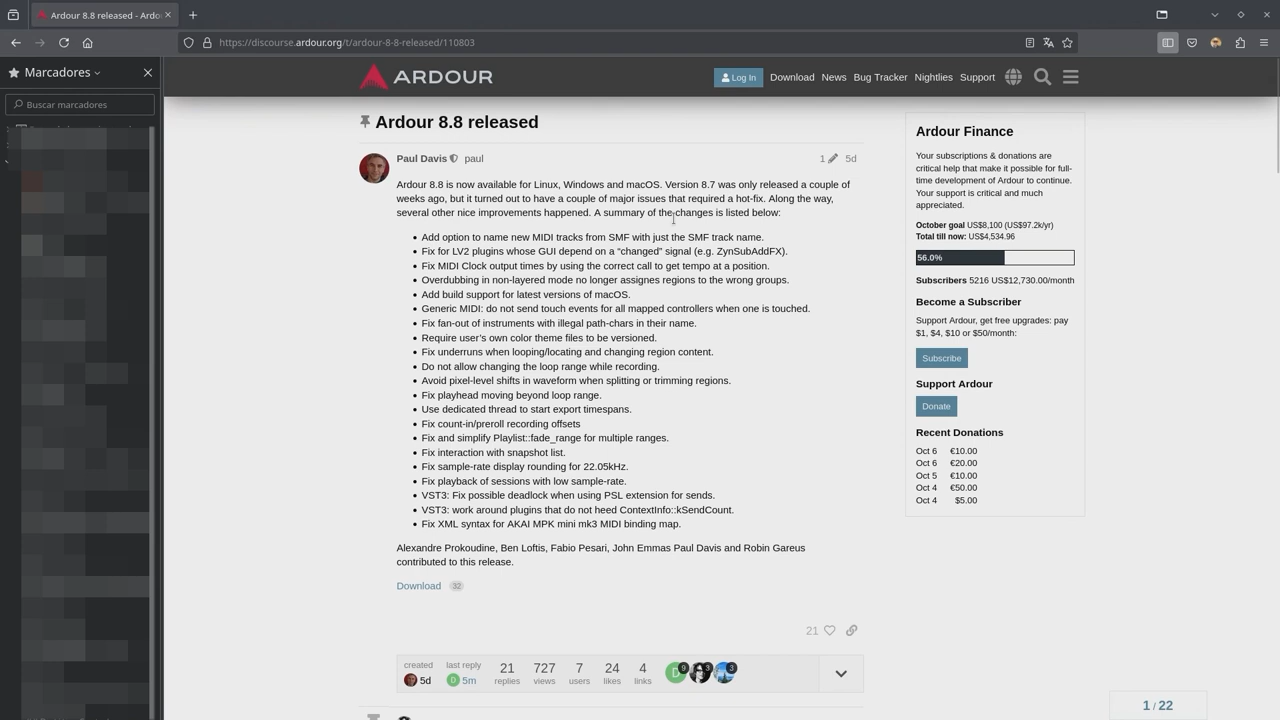 Ardour 8.8 released - Ardo
https://discourse.ardour.org/t/ardour-8-8-released/110803
Marcadores
Buscar marcadores
ARDOUR
Log In
Download
News
Bug Tracker
Nightlies
Support
Ardour 8.8 released
Paul Davis paul
1
5d
Ardour 8.8 is now available for Linux, Windows and macOS. Version 8.7 was only released a couple of
weeks ago, but it turned out to have a couple of major issues that required a hot-fix. Along the way,
several other nice improvements happened. A summary of the changes is listed below:
• Add option to name new MIDI tracks from SMF with just the SMF track name.
• Fix for LV2 plugins whose GUI depend on a “changed” signal (e.g. ZynSubAddFX).
• Fix MIDI Clock output times by using the correct call to get tempo at a position.
• Overdubbing in non-layered mode no longer assignes regions to the wrong groups.
• Add build support for latest versions of macOS.
• Generic MIDI: do not send touch events for all mapped controllers when one is touched.
• Fix fan-out of instruments with illegal path-chars in their name.
• Require user’s own color theme files to be versioned.
• Fix underruns when looping/locating and changing region content.
• Do not allow changing the loop range while recording.
• Avoid pixel-level shifts in waveform when splitting or trimming regions.
• Fix playhead moving beyond loop range.
• Use dedicated thread to start export timespans.
• Fix count-in/preroll recording offsets
• Fix and simplify Playlist::fade_range for multiple ranges.
• Fix interaction with snapshot list.
• Fix sample-rate display rounding for 22.05kHz.
• Fix playback of sessions with low sample-rate.
• VST3: Fix possible deadlock when using PSL extension for sends.
• VST3: work around plugins that do not heed ContextInfo::kSendCount.
• Fix XML syntax for AKAI MPK mini mk3 MIDI binding map.
Alexandre Prokoudine, Ben Loftis, Fabio Pesari, John Emmas Paul Davis and Robin Gareus
contributed to this release.
Download 32
21
created
5d
last reply
D 5m
21
replies
727
views
7
users
24
likes
4
links
D 9
3
3
Ardour Finance
Your subscriptions & donations are
critical help that make it possible for full-
time development of Ardour to continue.
Your support is critical and much
appreciated.
October goal US$8,100 (US$97.2k/yr)
Total till now: US$4,534.96
56.0%
Subscribers 5216 US$12,730.00/month
Become a Subscriber
Support Ardour, get free upgrades: pay
$1, $4, $10 or $50/month:
Subscribe
Support Ardour
Donate
Recent Donations
Oct 6 €10.00
Oct 6 €20.00
Oct 5 €10.00
Oct 4 €50.00
Oct 4 $5.00
1 / 22